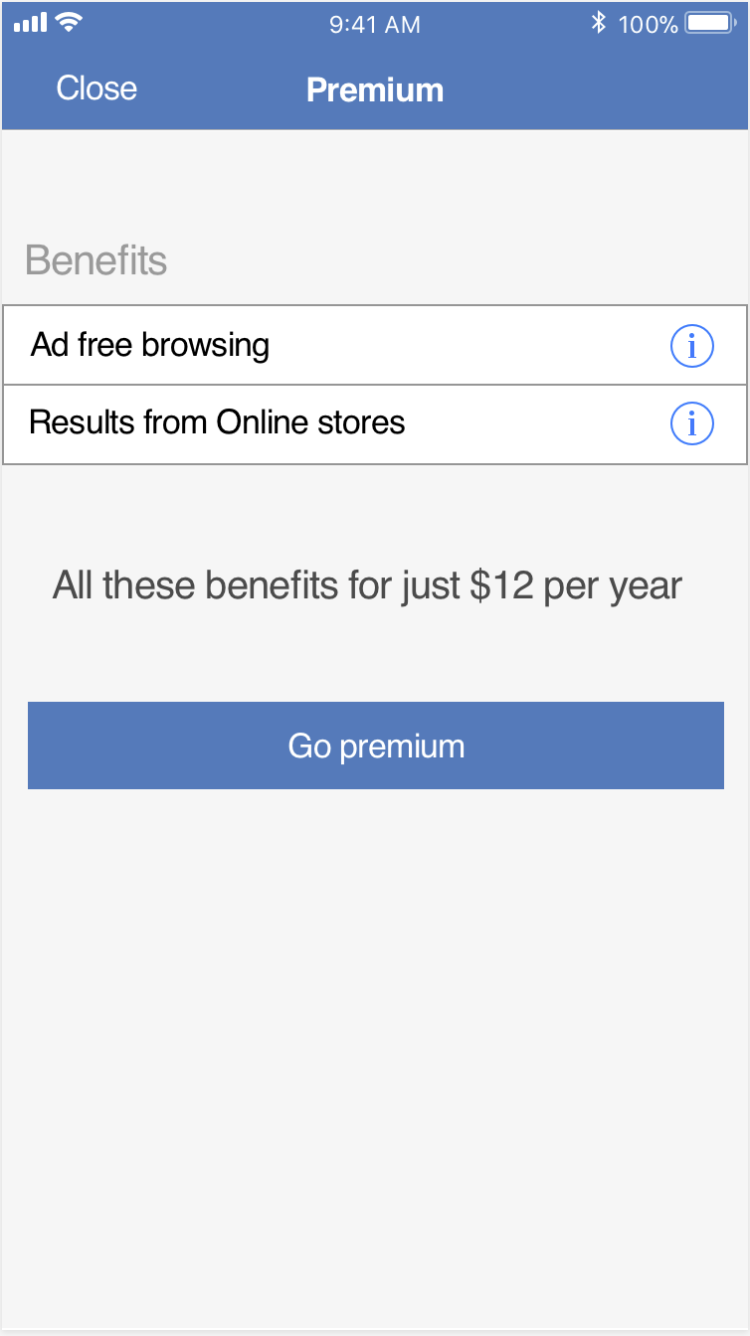 9:41 AM 100%
Close Premium
Benefits
Ad free browsing i
Results from Online stores i
All these benefits for just $12 per year
Go premium